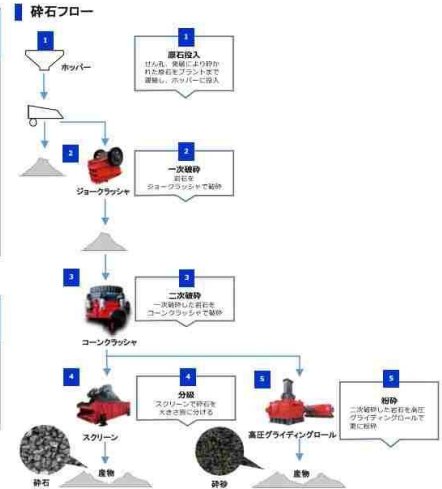 砕石フロー
1
ホッパー
1
原石投入
せん孔、発破により砕か
れた原石をプラントまで
運搬し、ホッパーに投入
2
ジョークラッシャ
2
一次破砕
岩石を
ジョークラッシャで破砕
3
コーンクラッシャ
3
二次破砕
一次破砕した岩石を
コーンクラッシャで破砕
4
スクリーン
4
分級
スクリーンで砕石を
大きさ別に分ける
5
高圧グライディングロール
5
粉砕
二次破砕した岩石を高圧
グライディングロールで
更に粉砕
砕石
産物
砕砂
産物